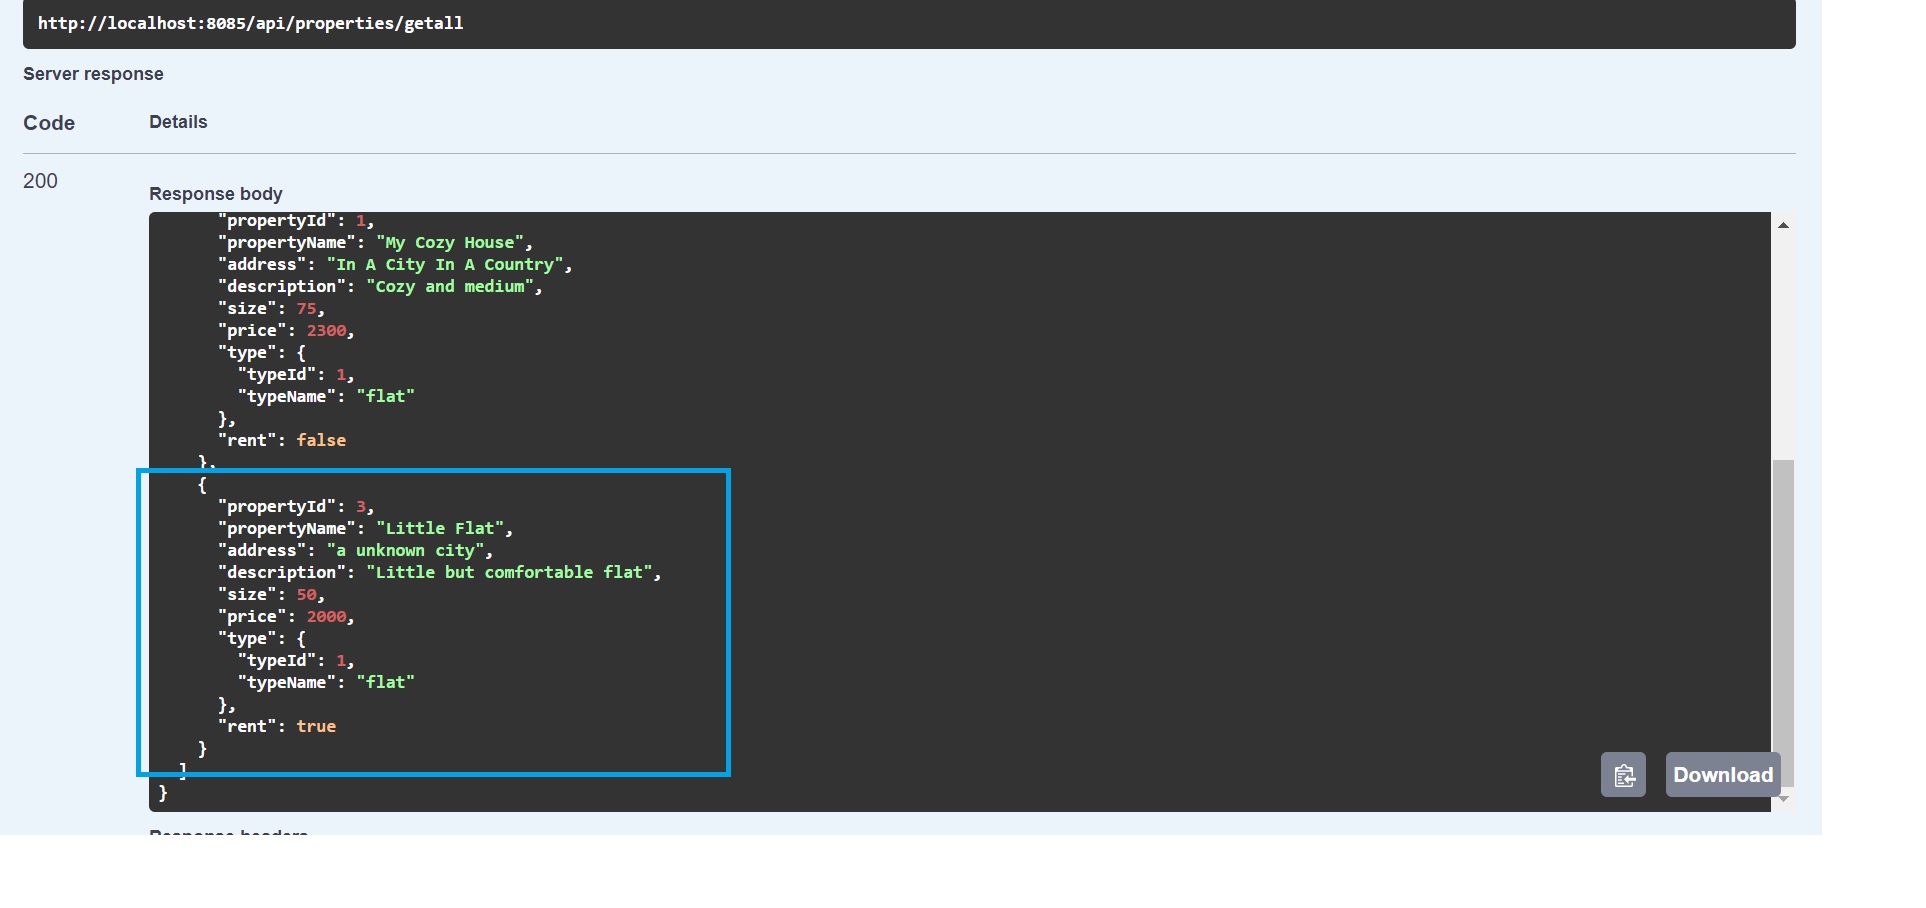 http://localhost:8085/api/properties/getall
Server response
Code Details
200
Response body
"propertyId": 1,
"propertyName": "My Cozy House",
"address": "In A City In A Country",
"description": "Cozy and medium",
"size": 75,
"price": 2300,
"type": {
"typeId": 1,
"typeName": "flat"
},
"rent": false
},
{
"propertyId": 3,
"propertyName": "Little Flat",
"address": "a unknown city",
"description": "Little but comfortable flat",
"size": 50,
"price": 2000,
"type": {
"typeId": 1,
"typeName": "flat"
},
"rent": true
}
]
}
Download
Response headers